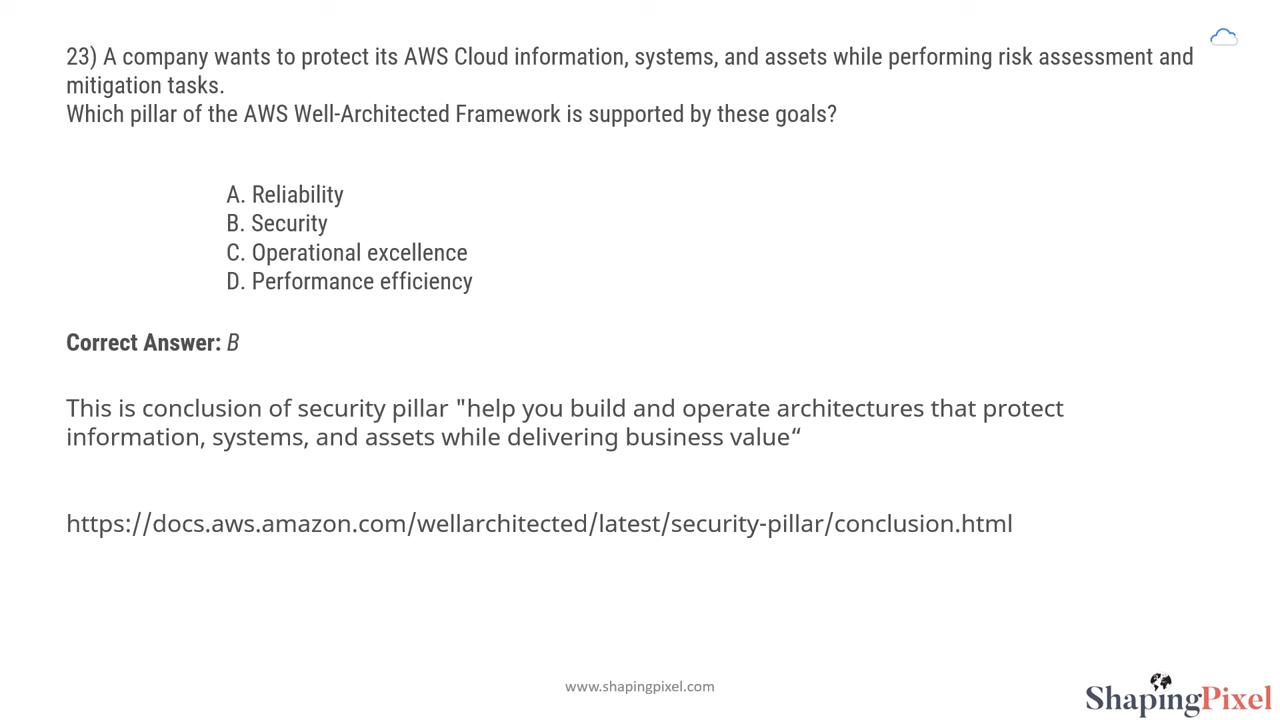 23) A company wants to protect its AWS Cloud information, systems, and assets while performing risk assessment and
mitigation tasks.
Which pillar of the AWS Well-Architected Framework is supported by these goals?
A. Reliability
B. Security
C. Operational excellence
D. Performance efficiency
Correct Answer: B
This is conclusion of security pillar "help you build and operate architectures that protect
information, systems, and assets while delivering business value“
https://docs.aws.amazon.com/wellarchitected/latest/security-pillar/conclusion.html
www.shapingpixel.com
ShapingPixel